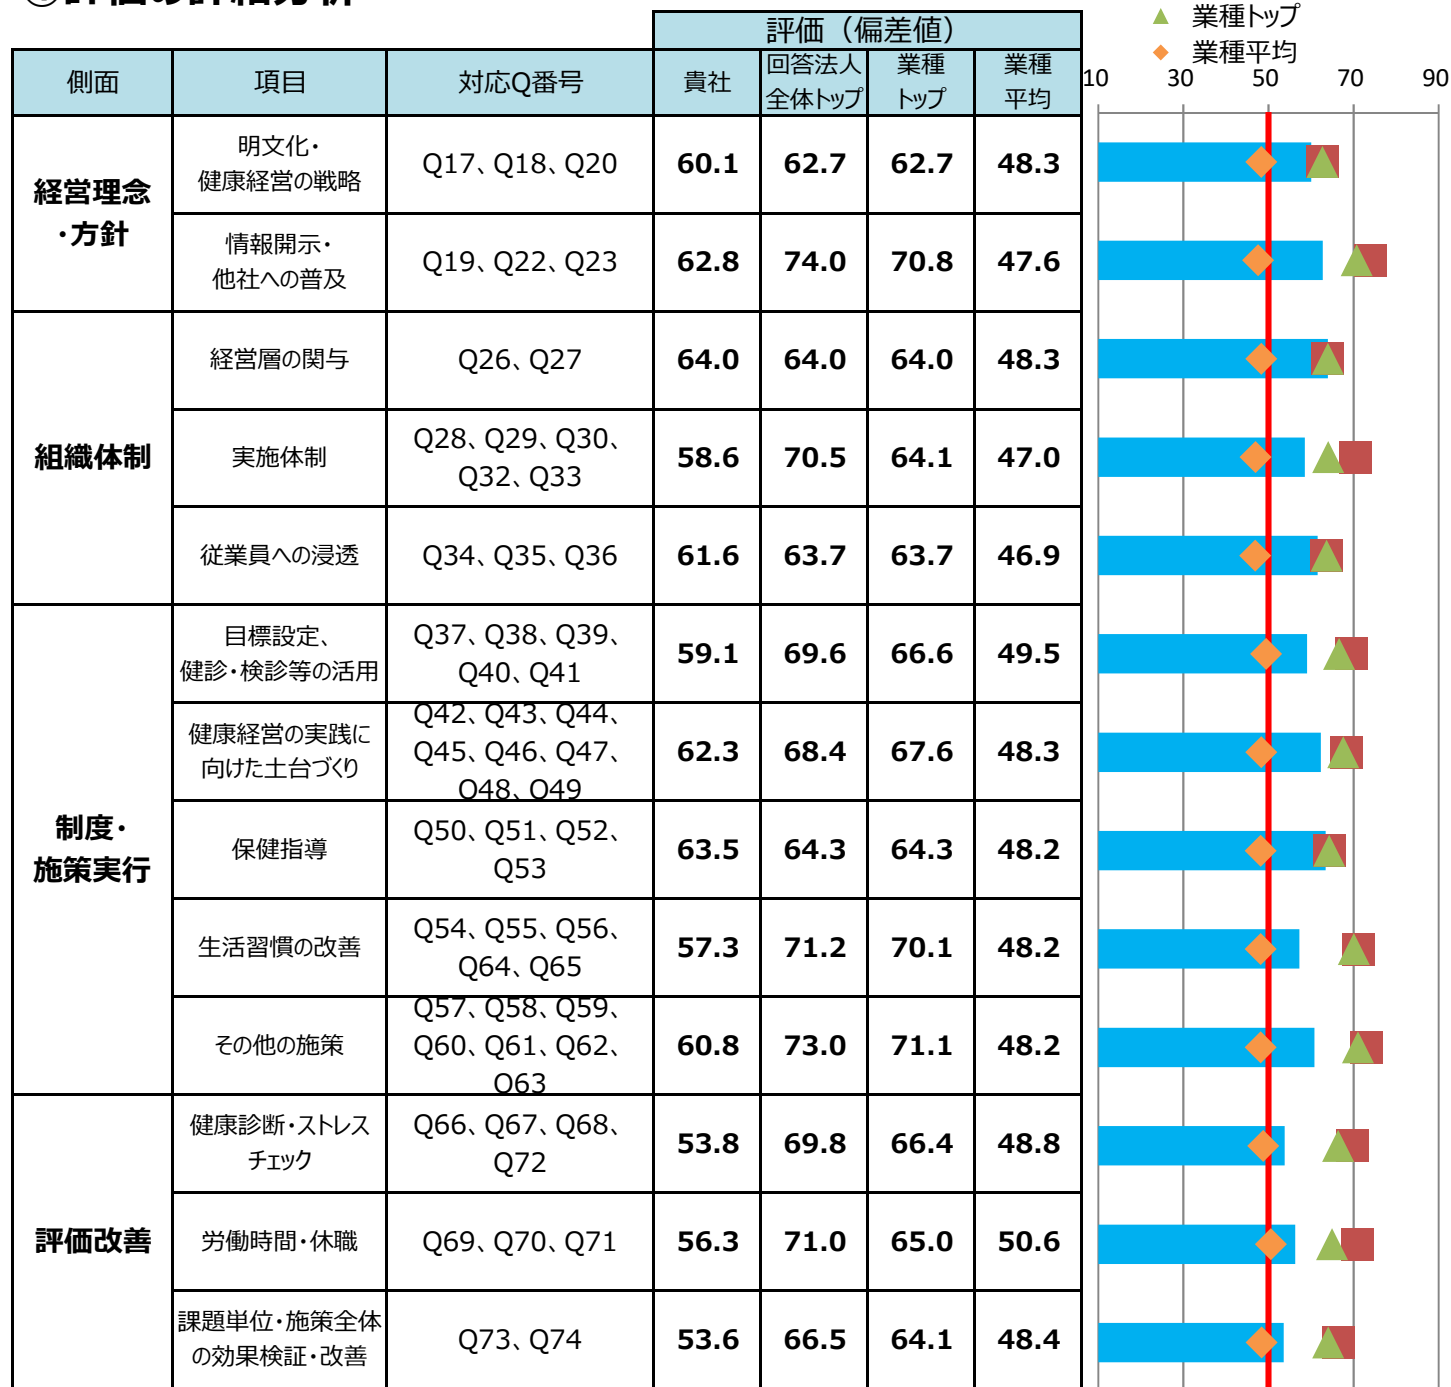 評価（偏差値）
側面 項目 対応Q番号 貴社 回答法人全体トップ 業種トップ 業種平均
業種トップ
業種平均
10 30 50 70 90
経営理念
・方針
明文化・
健康経営の戦略
Q17、Q18、Q20
60.1 62.7 62.7 48.3
情報開示・
他社への普及
Q19、Q22、Q23
62.8 74.0 70.8 47.6
組織体制
経営層の関与
Q26、Q27
64.0 64.0 64.0 48.3
実施体制
Q28、Q29、Q30、
Q32、Q33
58.6 70.5 64.1 47.0
従業員への浸透
Q34、Q35、Q36
61.6 63.7 63.7 46.9
制度・
施策実行
目標設定、
健診・検診等の活用
Q37、Q38、Q39、
Q40、Q41
59.1 69.6 66.6 49.5
健康経営の実践に
向けた土台づくり
Q42、Q43、Q44、
Q45、Q46、Q47、
Q48、Q49
62.3 68.4 67.6 48.3
保健指導
Q50、Q51、Q52、
Q53
63.5 64.3 64.3 48.2
生活習慣の改善
Q54、Q55、Q56、
Q64、Q65
57.3 71.2 70.1 48.2
その他の施策
Q57、Q58、Q59、
Q60、Q61、Q62、
Q63
60.8 73.0 71.1 48.2
評価改善
健康診断・ストレス
チェック
Q66、Q67、Q68、
Q72
53.8 69.8 66.4 48.8
労働時間・休職
Q69、Q70、Q71
56.3 71.0 65.0 50.6
課題単位・施策全体
の効果検証・改善
Q73、Q74
53.6 66.5 64.1 48.4